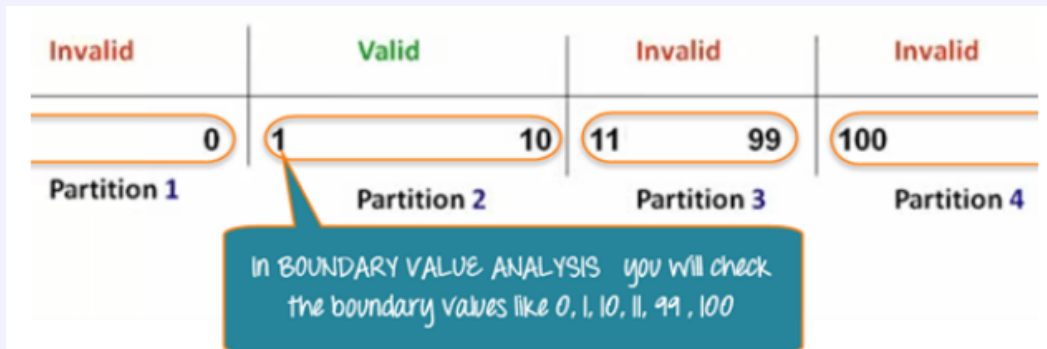 Invalid Valid Invalid Invalid
0 1 10 11 99 100
Partition 1 Partition 2 Partition 3 Partition 4
In BOUNDARY VALUE ANALYSIS you will check
the boundary values like 0, 1, 10, 11, 99 , 100